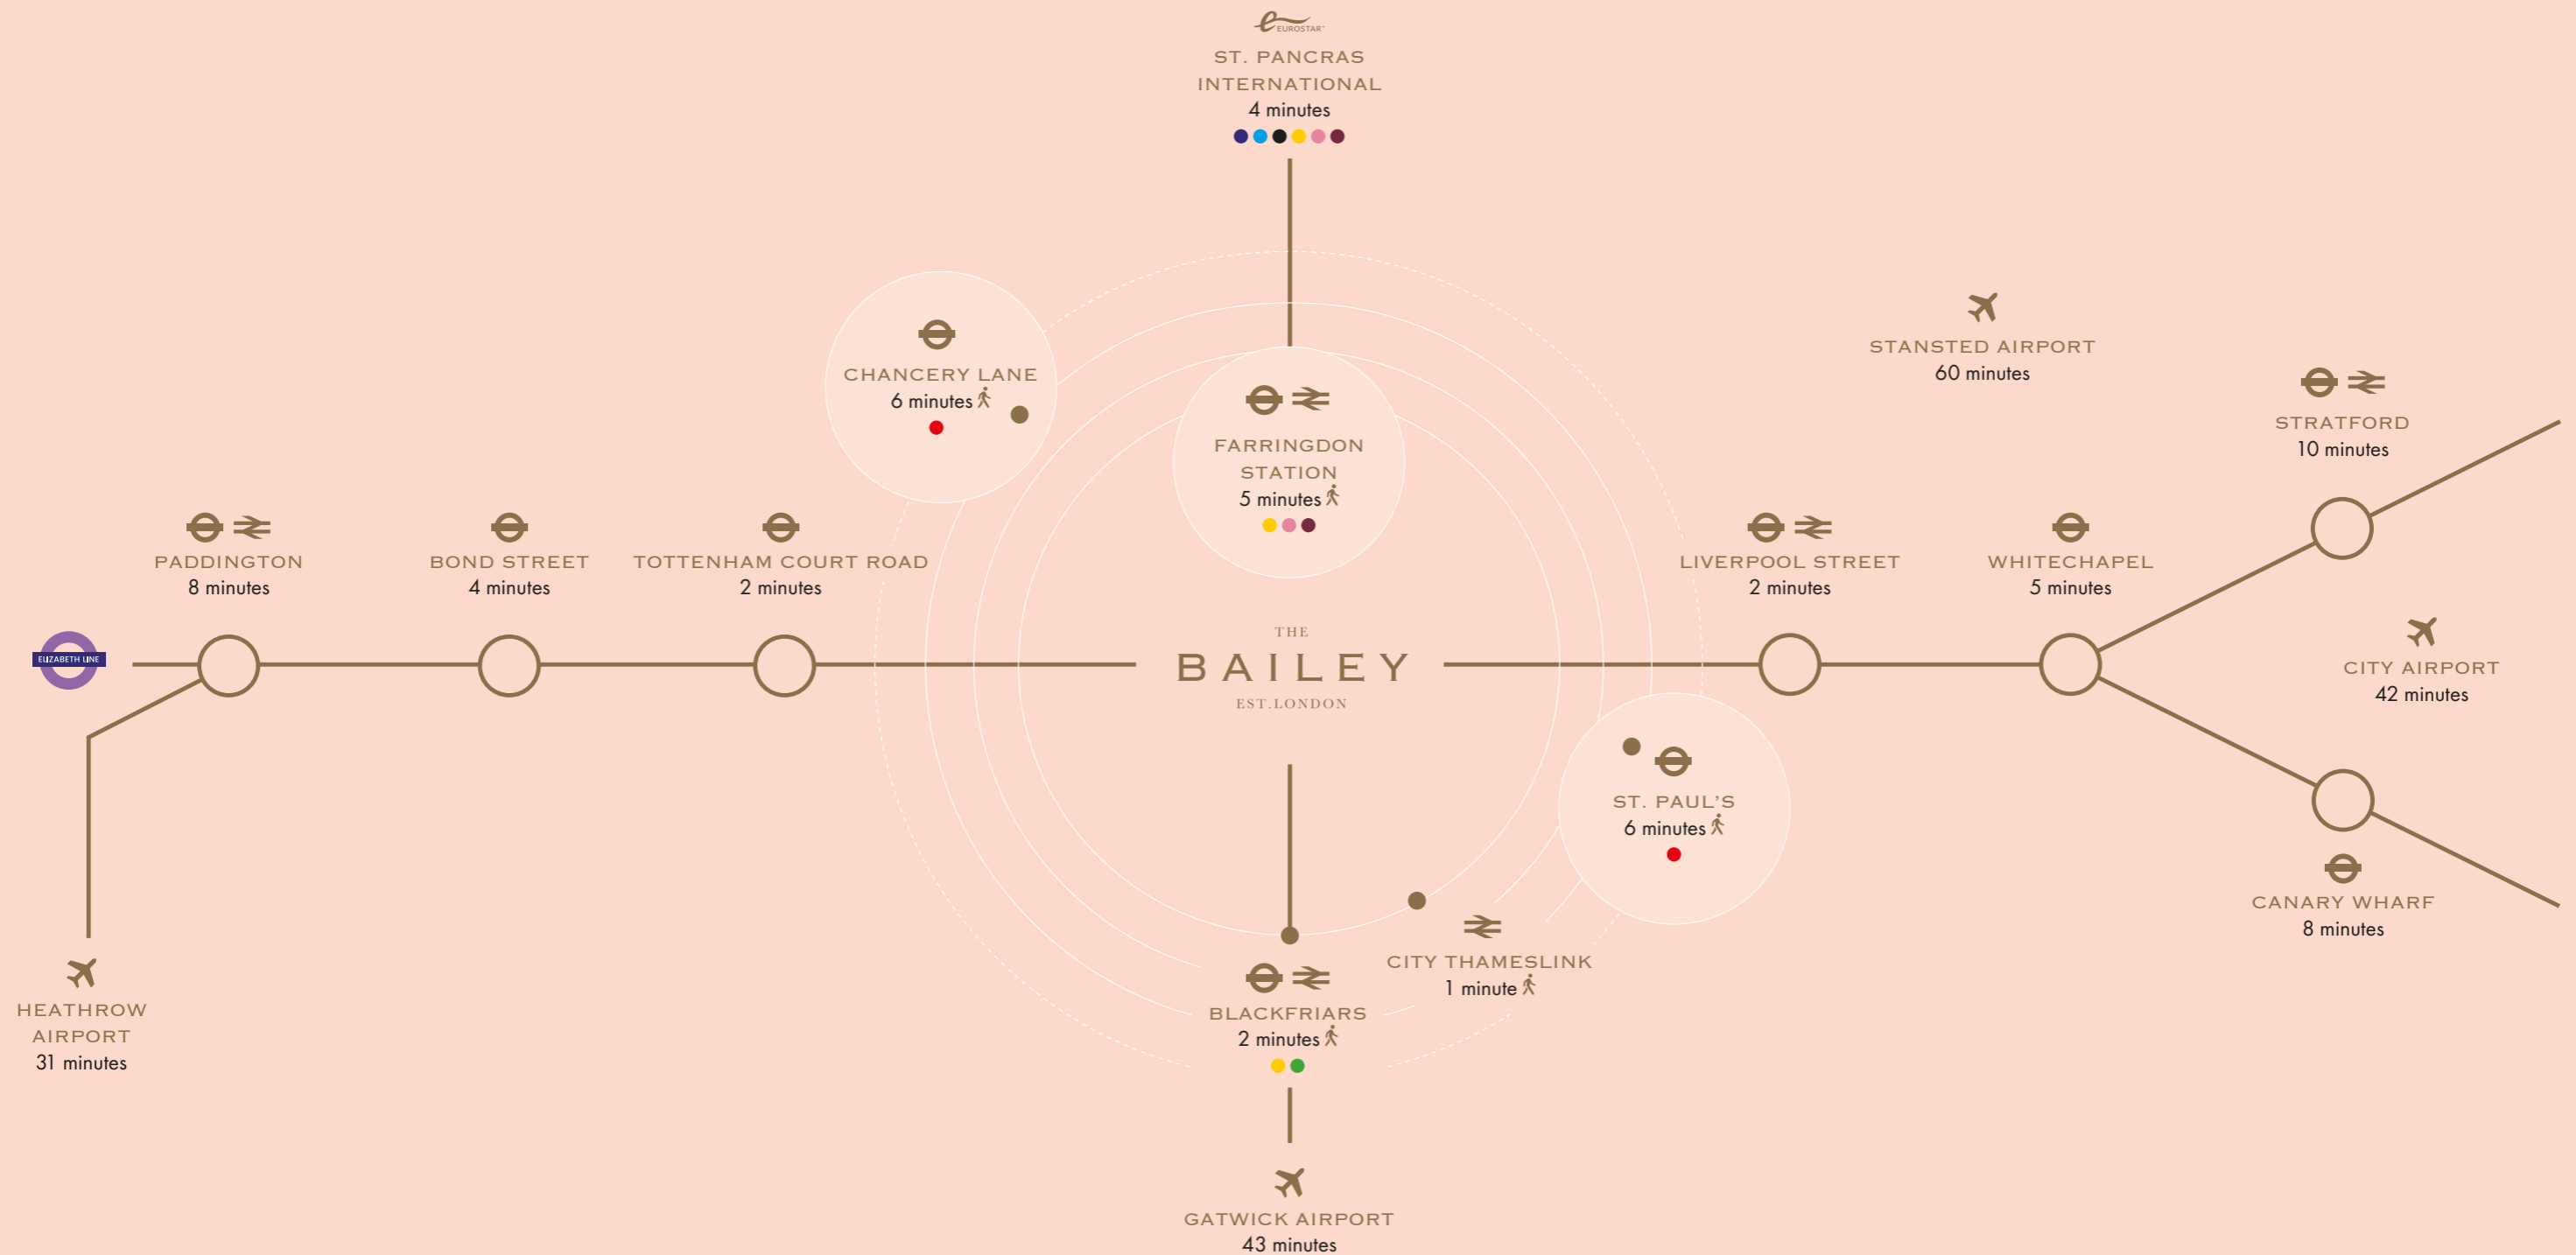 EUROSTAR™
ST. PANCRAS
INTERNATIONAL
4 minutes
CHANCERY LANE
6 minutes
FARRINGDON
STATION
5 minutes
STANSTED AIRPORT
60 minutes
STRATFORD
10 minutes
PADDINGTON
8 minutes
BOND STREET
4 minutes
TOTTENHAM COURT ROAD
2 minutes
LIVERPOOL STREET
2 minutes
WHITECHAPEL
5 minutes
ELIZABETH LINE
THE
BAILEY
EST.LONDON
CITY AIRPORT
42 minutes
ST. PAUL’S
6 minutes
CANARY WHARF
8 minutes
CITY THAMESLINK
1 minute
BLACKFRIARS
2 minutes
HEATHROW
AIRPORT
31 minutes
GATWICK AIRPORT
43 minutes